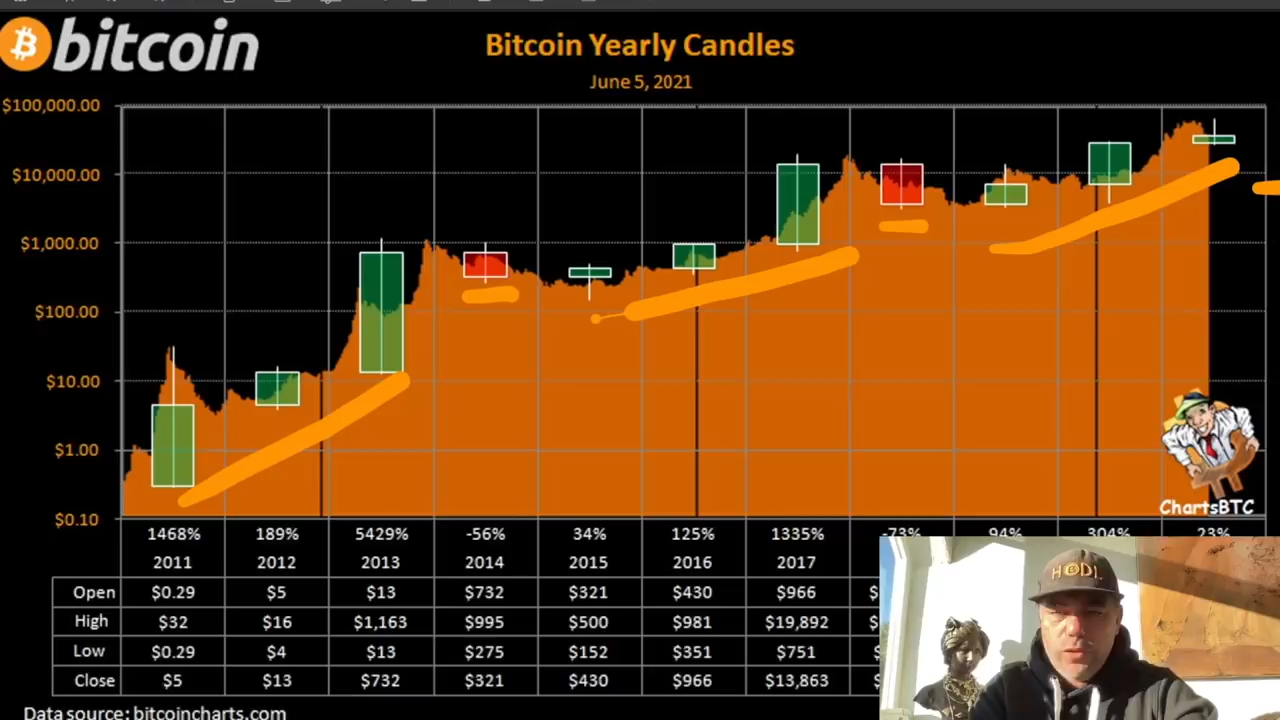 bitcoin
Bitcoin Yearly Candles
June 5, 2021
$100,000.00
$10,000.00
$1,000.00
$100.00
$10.00
$1.00
$0.10
ChartsBTC
1468% 189% 5429% -56% 34% 125% 1335% -73% 94% 304% 23%
2011 2012 2013 2014 2015 2016 2017
Open $0.29 $5 $13 $732 $321 $430 $966 $
High $32 $16 $1,163 $995 $500 $981 $19,892 $
Low $0.29 $4 $13 $275 $152 $351 $751
Close $5 $13 $732 $321 $430 $966 $13,863
Data source: bitcoincharts.com
HODL